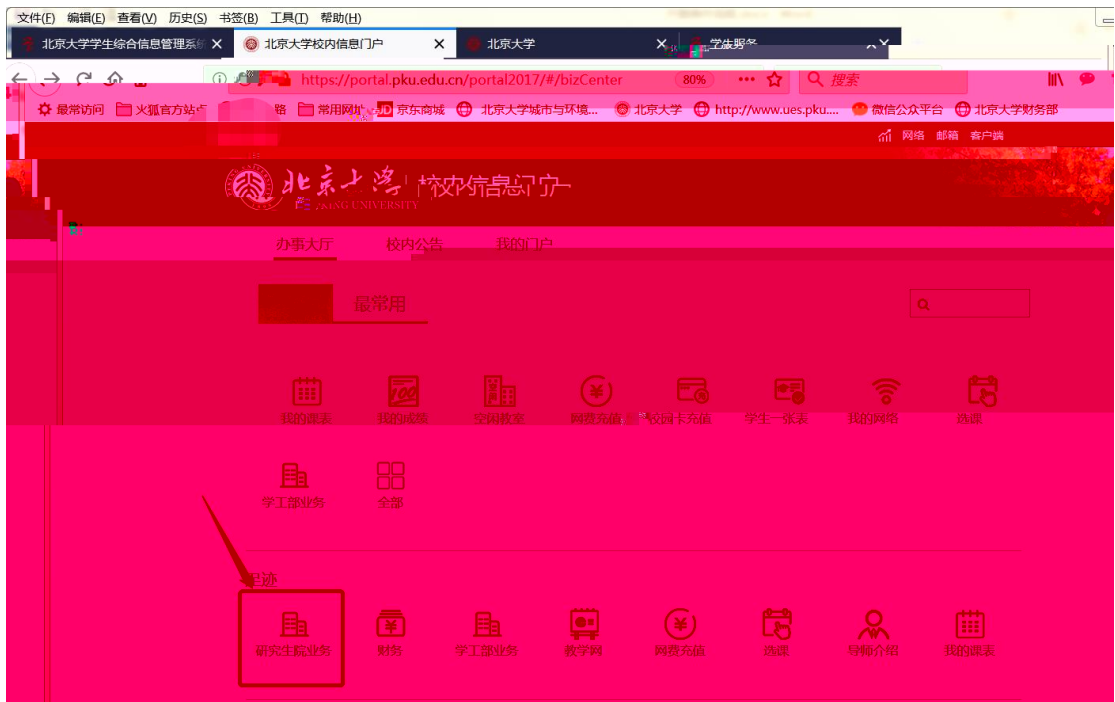 文件(F) 编辑(E) 查看(V) 历史(S) 书签(B) 工具(T) 帮助(H)
北京大学学生综合信息管理系统 北京大学校内信息门户 北京大学 学生服务
https://portal.pku.edu.cn/portal2017/#/bizCenter 80% 搜索
最常访问 火狐官方站点 常用网址 京东商城 北京大学城市与环境... 北京大学 http://www.ues.pku.... 微信公众平台 北京大学财务部
网络 邮箱 客户端
北京大学 校内信息门户
PEKING UNIVERSITY
办事大厅 校内公告 我的门户
最常用
我的课表 我的成绩 空闲教室 网费充值 校园卡充值 学生一张表 我的网络 选课
学工部业务 全部
足迹
研究生院业务 财务 学工部业务 教学网 网费充值 选课 导师介绍 我的课表